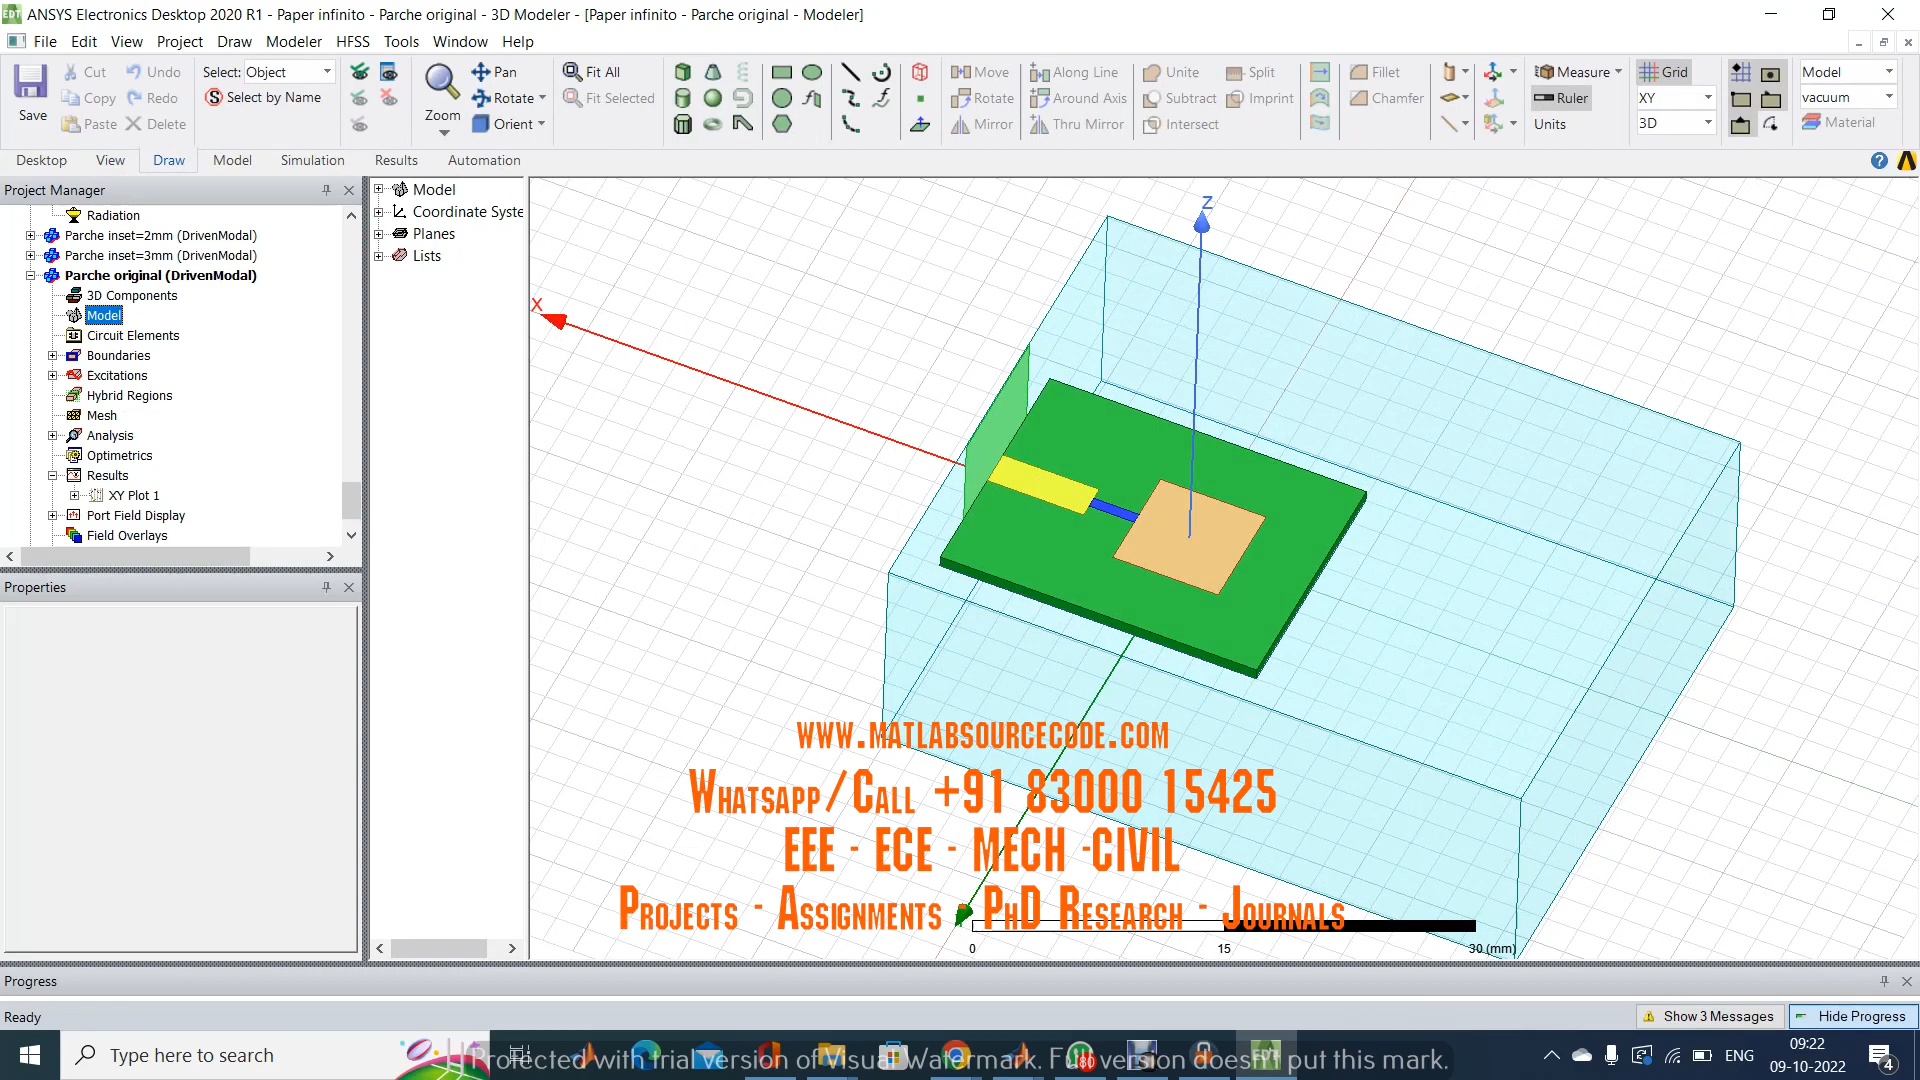 ANSYS Electronics Desktop 2020 R1 - Paper infinito - Parche original - 3D Modeler - [Paper infinito - Parche original - Modeler]
File Edit View Project Draw Modeler HFSS Tools Window Help
Save
Cut Undo
Copy Redo
Paste Delete
Select: Object
Select by Name
Zoom
Pan
Rotate
Orient
Fit All
Fit Selected
Move Along Line
Rotate Around Axis
Mirror Thru Mirror
Unite Split
Subtract Imprint
Intersect
Fillet
Chamfer
Measure Grid
Ruler XY
Units 3D
Model
vacuum
Material
Desktop View Draw Model Simulation Results Automation
Project Manager
Radiation
Parche inset=2mm (DrivenModal)
Parche inset=3mm (DrivenModal)
Parche original (DrivenModal)
3D Components
Model
Circuit Elements
Boundaries
Excitations
Hybrid Regions
Mesh
Analysis
Optimetrics
Results
XY Plot 1
Port Field Display
Field Overlays
Properties
Model
Coordinate Syste
Planes
Lists
Z
X
www.matlabsourcecode.com
Whatsapp/Call +91 83000 15425
EEE - ECE - MECH -CIVIL
Projects - Assignments - PhD Research - Journals
0 15 30 (mm)
Progress
Ready
Show 3 Messages Hide Progress
Type here to search
Protected with trial version of Visual Watermark. Full version doesn't put this mark.
80
EDT
ENG
09:22
09-10-2022
4